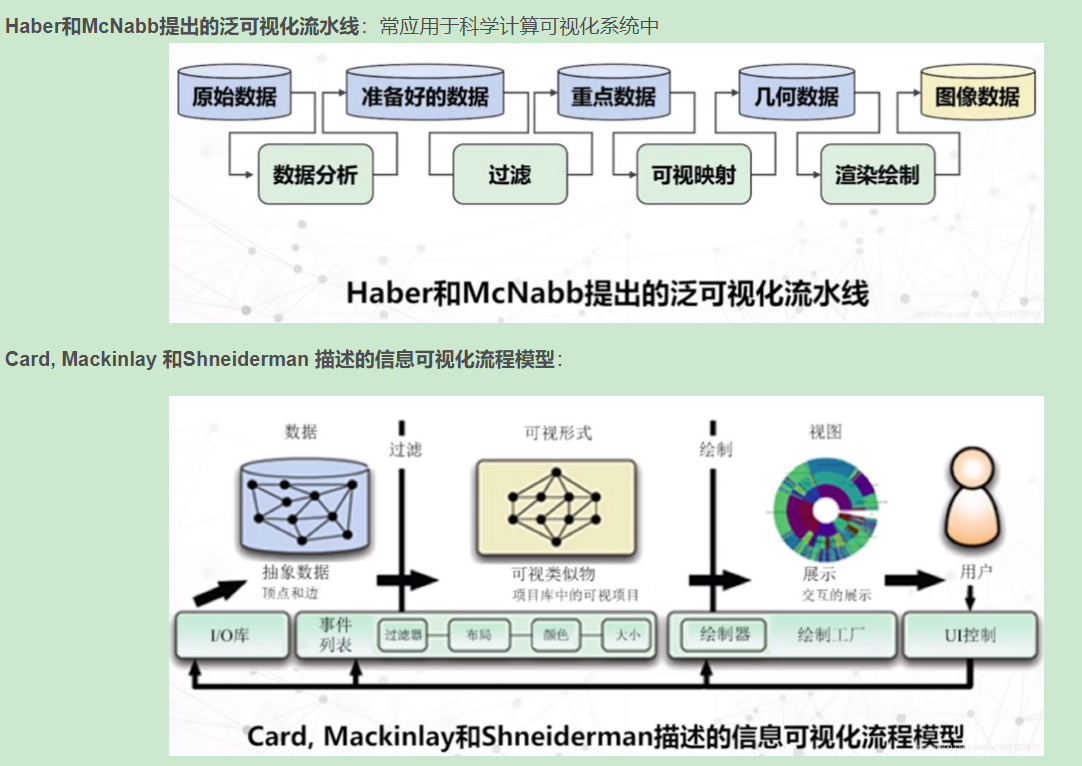 Haber和McNabb提出的泛可视化流水线：常应用于科学计算可视化系统中
原始数据 准备好的数据 重点数据 几何数据 图像数据
数据分析 过滤 可视映射 渲染绘制
Haber和McNabb提出的泛可视化流水线
Card, Mackinlay 和Shneiderman 描述的信息可视化流程模型：
数据 可视形式 视图
过滤 绘制
抽象数据 可视类似物 展示 用户
顶点和边 项目库中的可视项目 交互的展示
I/O库 事件 过滤器 布局 颜色 大小 绘制器 绘制工厂 UI控制
列表
Card, Mackinlay和Shneiderman描述的信息可视化流程模型